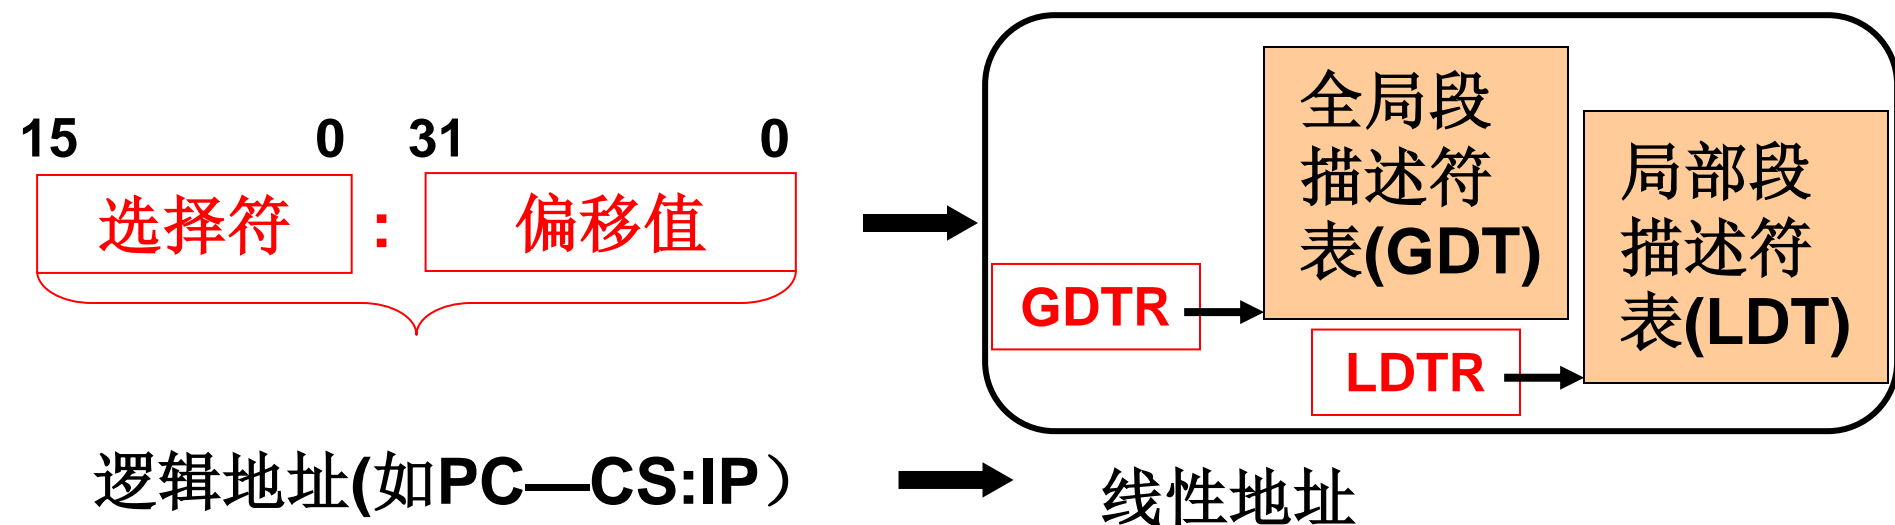 15 0 31 0
选择符 : 偏移值
全局段
描述符
表(GDT)
局部段
描述符
表(LDT)
GDTR
LDTR
逻辑地址(如PC—CS:IP）
线性地址